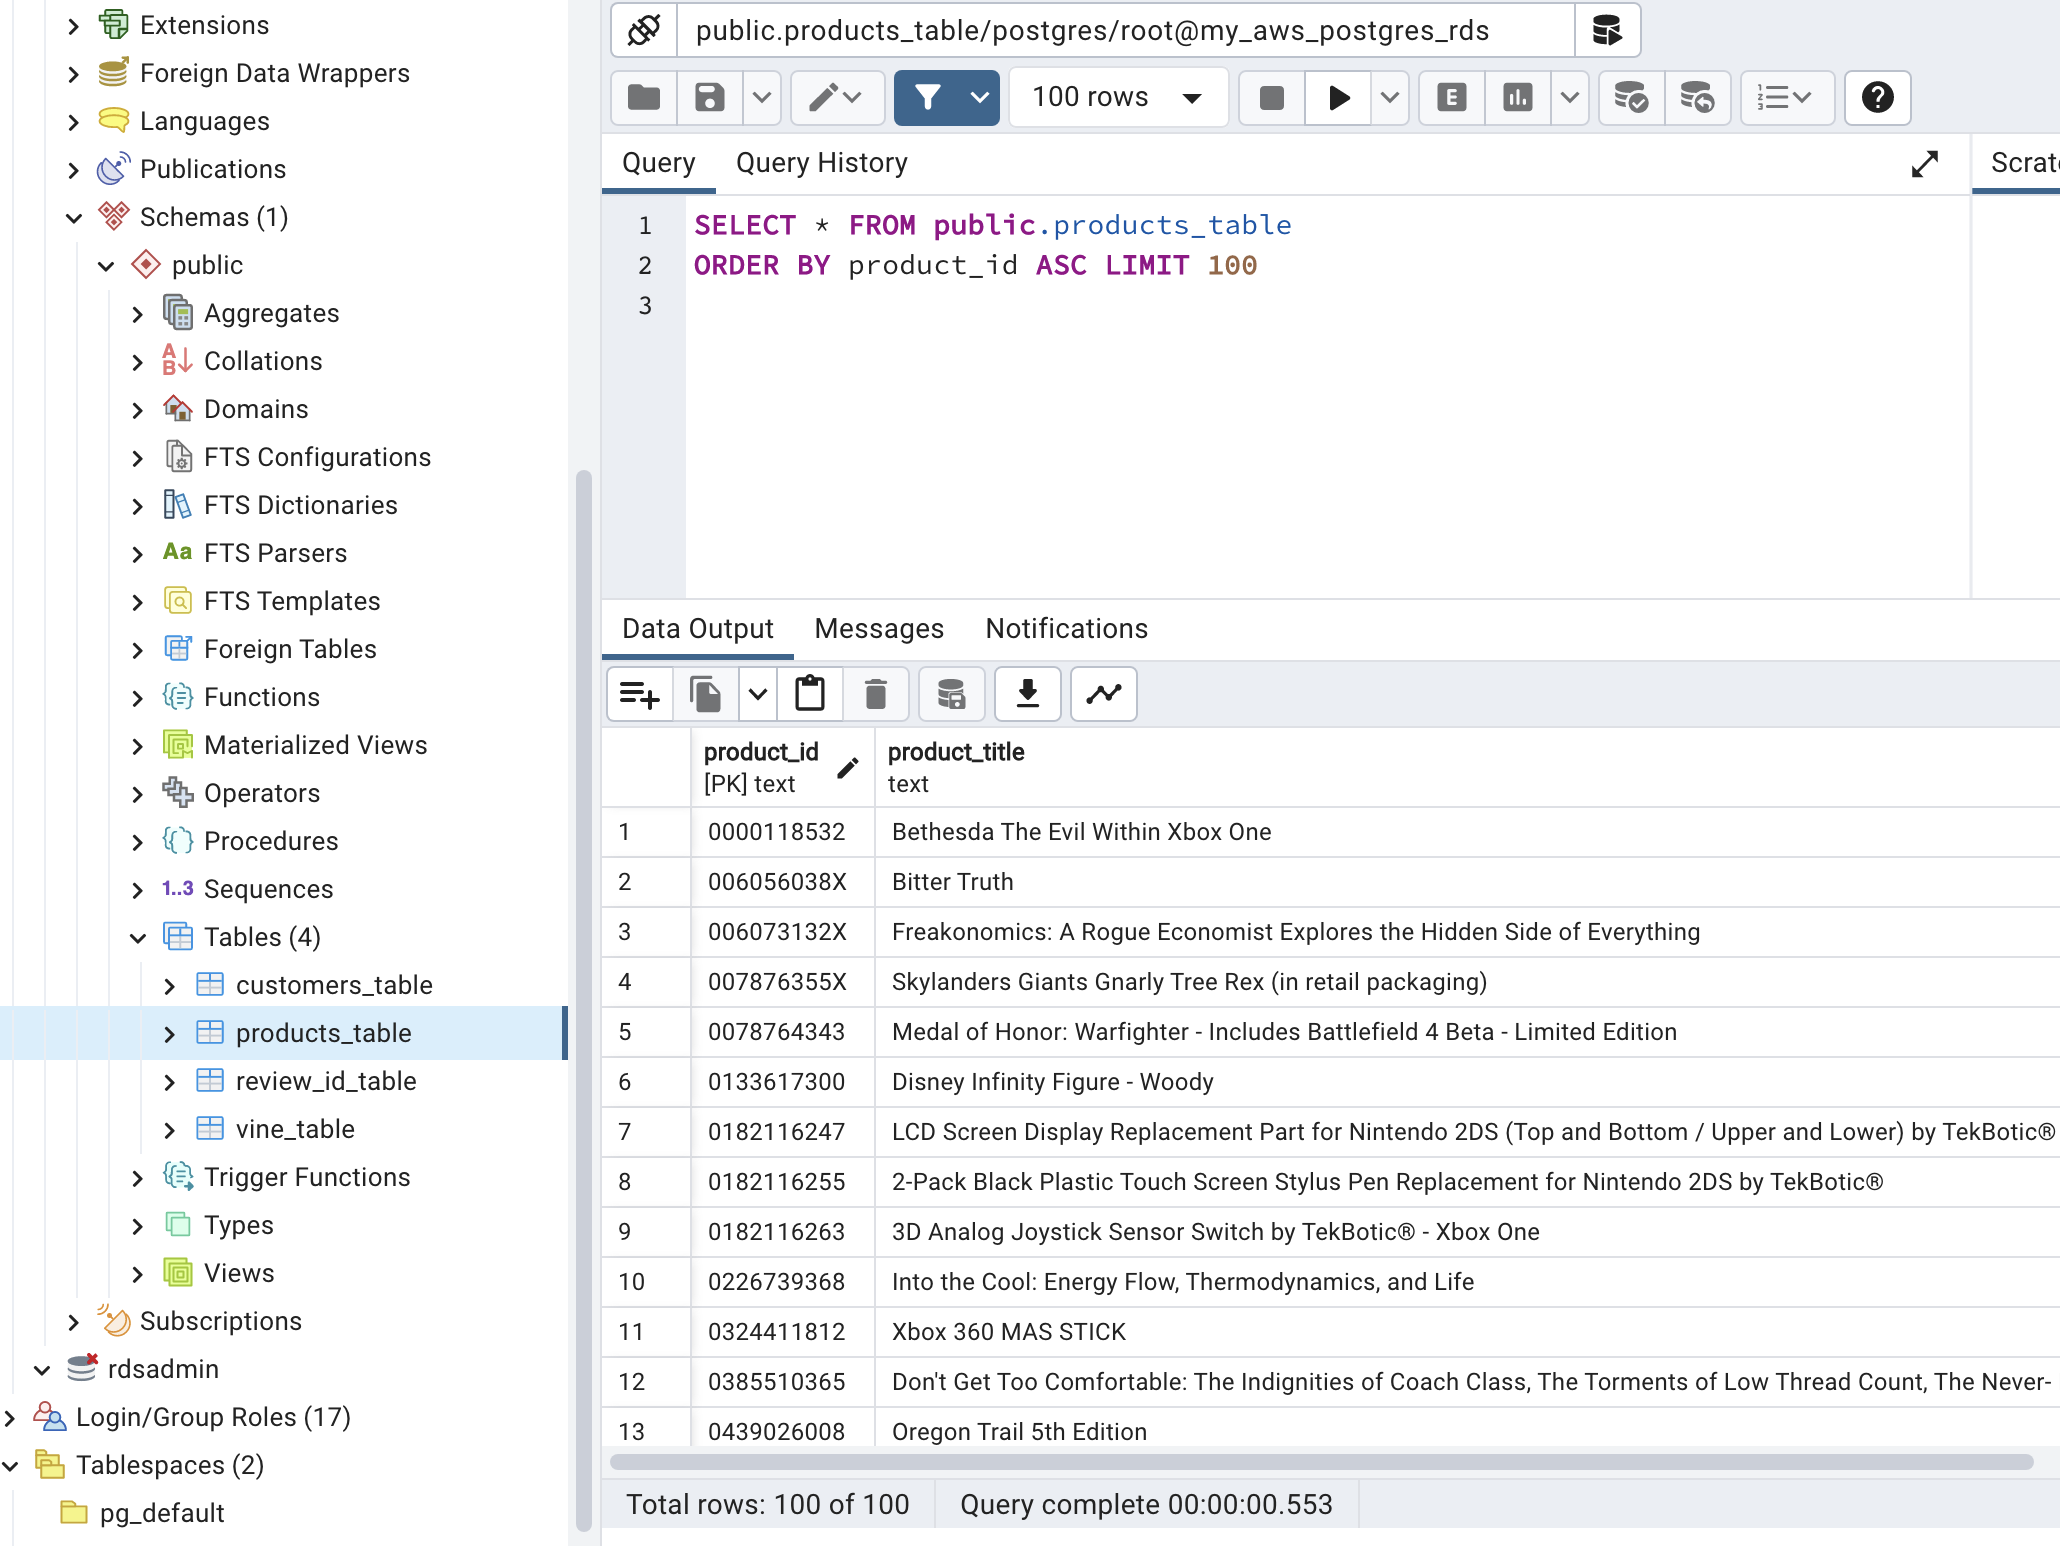 Extensions
Foreign Data Wrappers
Languages
Publications
Schemas (1)
public
Aggregates
Collations
Domains
FTS Configurations
FTS Dictionaries
Aa FTS Parsers
FTS Templates
Foreign Tables
Functions
Materialized Views
Operators
Procedures
1..3 Sequences
Tables (4)
customers_table
products_table
review_id_table
vine_table
Trigger Functions
Types
Views
Subscriptions
rdsadmin
Login/Group Roles (17)
Tablespaces (2)
pg_default
public.products_table/postgres/root@my_aws_postgres_rds
100 rows E ?
Query Query History
1 SELECT * FROM public.products_table
2 ORDER BY product_id ASC LIMIT 100
3
Data Output Messages Notifications
product_id product_title
[PK] text text
1 0000118532 Bethesda The Evil Within Xbox One
2 006056038X Bitter Truth
3 006073132X Freakonomics: A Rogue Economist Explores the Hidden Side of Everything
4 007876355X Skylanders Giants Gnarly Tree Rex (in retail packaging)
5 0078764343 Medal of Honor: Warfighter - Includes Battlefield 4 Beta - Limited Edition
6 0133617300 Disney Infinity Figure - Woody
7 0182116247 LCD Screen Display Replacement Part for Nintendo 2DS (Top and Bottom / Upper and Lower) by TekBotic®
8 0182116255 2-Pack Black Plastic Touch Screen Stylus Pen Replacement for Nintendo 2DS by TekBotic®
9 0182116263 3D Analog Joystick Sensor Switch by TekBotic® - Xbox One
10 0226739368 Into the Cool: Energy Flow, Thermodynamics, and Life
11 0324411812 Xbox 360 MAS STICK
12 0385510365 Don't Get Too Comfortable: The Indignities of Coach Class, The Torments of Low Thread Count, The Never-
13 0439026008 Oregon Trail 5th Edition
Total rows: 100 of 100 Query complete 00:00:00.553